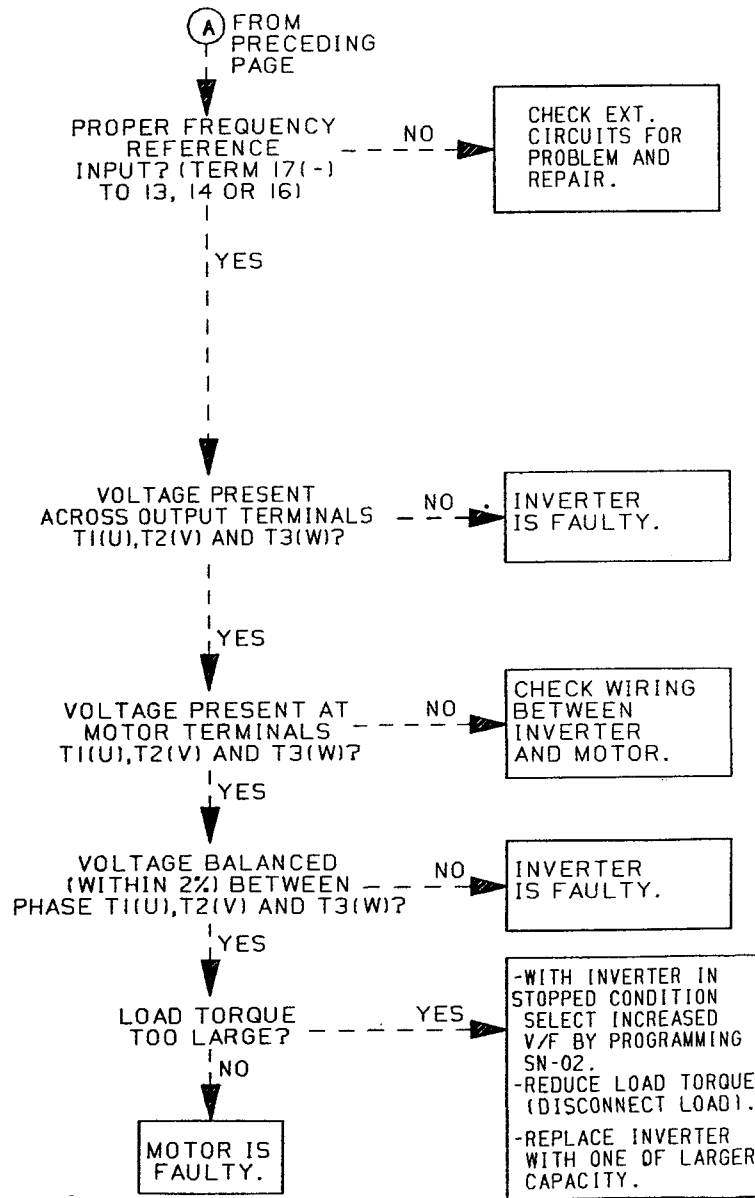 A
FROM
PRECEDING
PAGE
PROPER FREQUENCY
REFERENCE
INPUT? (TERM 17(-)
TO 13, 14 OR 16)
NO
CHECK EXT.
CIRCUITS FOR
PROBLEM AND
REPAIR.
YES
VOLTAGE PRESENT
ACROSS OUTPUT TERMINALS
T1(U),T2(V) AND T3(W)?
NO
INVERTER
IS FAULTY.
YES
VOLTAGE PRESENT AT
MOTOR TERMINALS
T1(U),T2(V) AND T3(W)?
NO
CHECK WIRING
BETWEEN
INVERTER
AND MOTOR.
YES
VOLTAGE BALANCED
(WITHIN 2%) BETWEEN
PHASE T1(U),T2(V) AND T3(W)?
NO
INVERTER
IS FAULTY.
YES
LOAD TORQUE
TOO LARGE?
YES
-WITH INVERTER IN
STOPPED CONDITION
SELECT INCREASED
V/F BY PROGRAMMING
SN-02.
-REDUCE LOAD TORQUE
(DISCONNECT LOAD).
-REPLACE INVERTER
WITH ONE OF LARGER
CAPACITY.
NO
MOTOR IS
FAULTY.